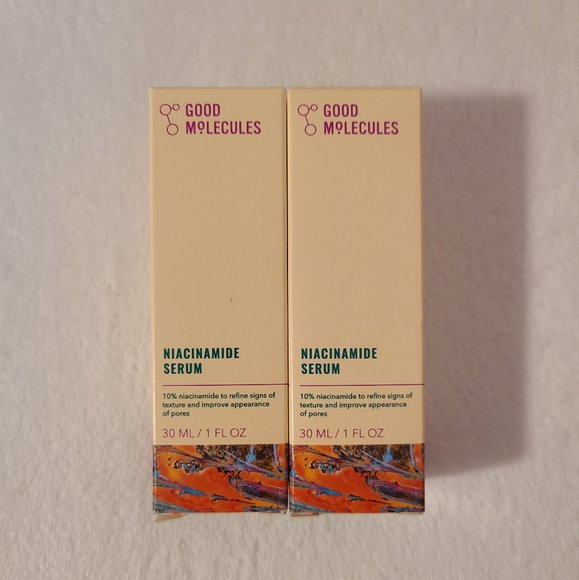 GOOD
MOLECULES
NIACINAMIDE
SERUM
10% niacinamide to refine signs of
texture and improve appearance
of pores
30 ML / 1 FL OZ
GOOD
MOLECULES
NIACINAMIDE
SERUM
10% niacinamide to refine signs of
texture and improve appearance
of pores
30 ML / 1 FL OZ